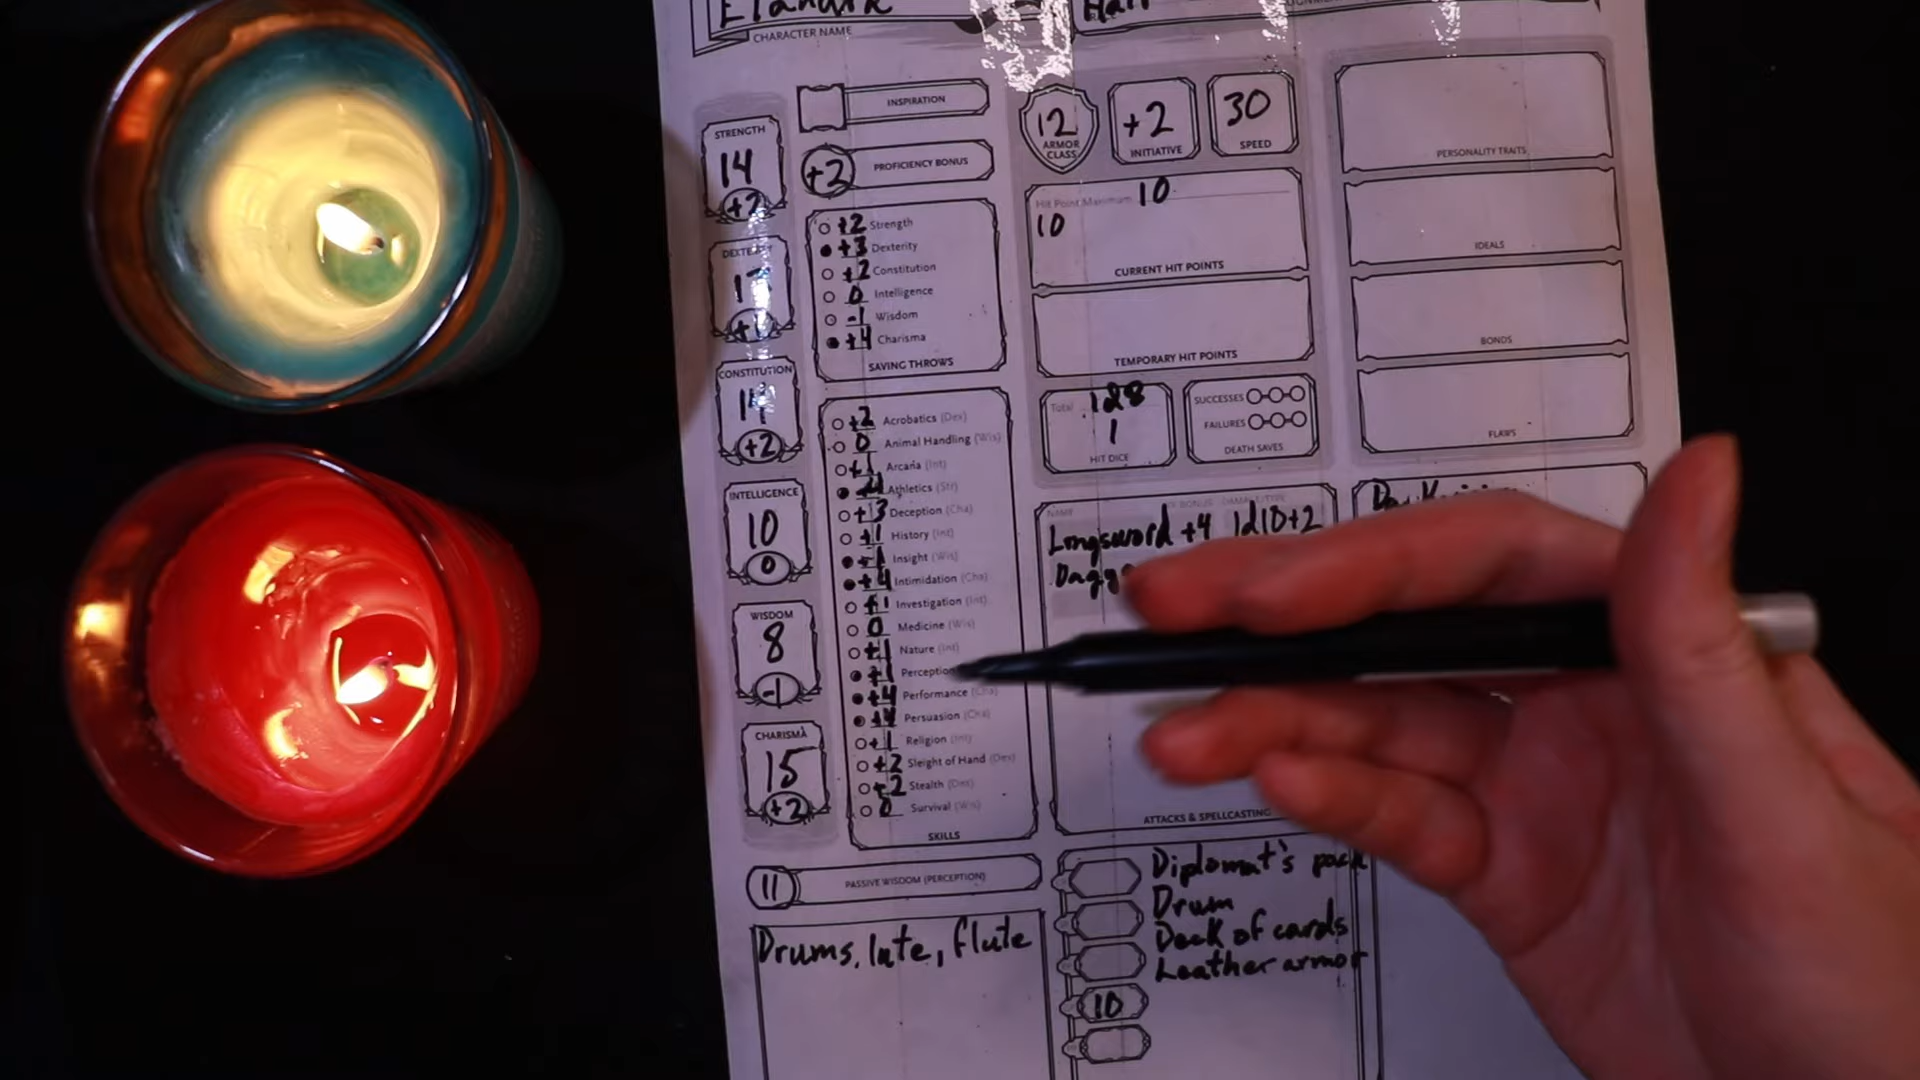 CHARACTER NAME
INSPIRATION
+2 PROFICIENCY BONUS
STRENGTH
14
+2
DEXTERITY
+1
CONSTITUTION
14
+2
INTELLIGENCE
10
0
WISDOM
8
-1
CHARISMA
15
+2
+2 Strength
+3 Dexterity
+2 Constitution
0 Intelligence
-1 Wisdom
+4 Charisma
SAVING THROWS
+2 Acrobatics (Dex)
0 Animal Handling (Wis)
+1 Arcana (Int)
Athletics (Str)
+3 Deception (Cha)
+1 History (Int)
+1 Insight (Wis)
+4 Intimidation (Cha)
+1 Investigation (Int)
0 Medicine (Wis)
+1 Nature (Int)
+1 Perception
+4 Performance (Cha)
+4 Persuasion (Cha)
+1 Religion (Int)
+2 Sleight of Hand (Dex)
+2 Stealth (Dex)
0 Survival (Wis)
SKILLS
11 PASSIVE WISDOM (PERCEPTION)
Drums, lute, flute
12
ARMOR
CLASS
+2
INITIATIVE
30
SPEED
Hit Point Maximum 10
10
CURRENT HIT POINTS
TEMPORARY HIT POINTS
Total 1d8
1
HIT DICE
SUCCESSES
FAILURES
DEATH SAVES
NAME
Longsword +4 1d10+2
ATTACKS & SPELLCASTING
Diplomat's pack
Drum
Deck of cards
Leather armor
10
PERSONALITY TRAITS
IDEALS
BONDS
FLAWS